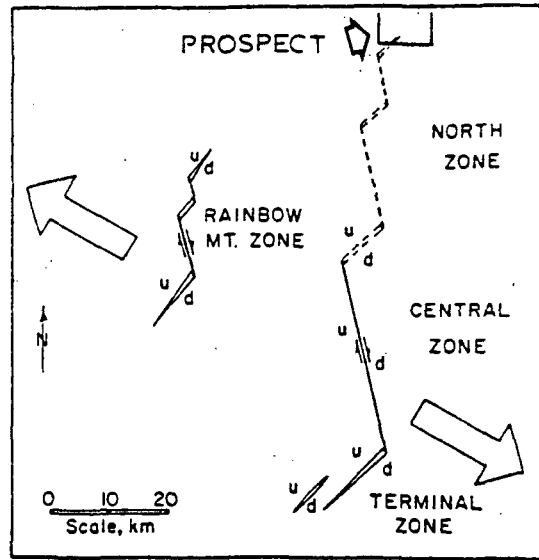 PROSPECT
NORTH
ZONE
u
d
RAINBOW
MT. ZONE
u
d
u
d
N
CENTRAL
ZONE
u
d
u
d
u
d
0 10 20
Scale, km
TERMINAL
ZONE